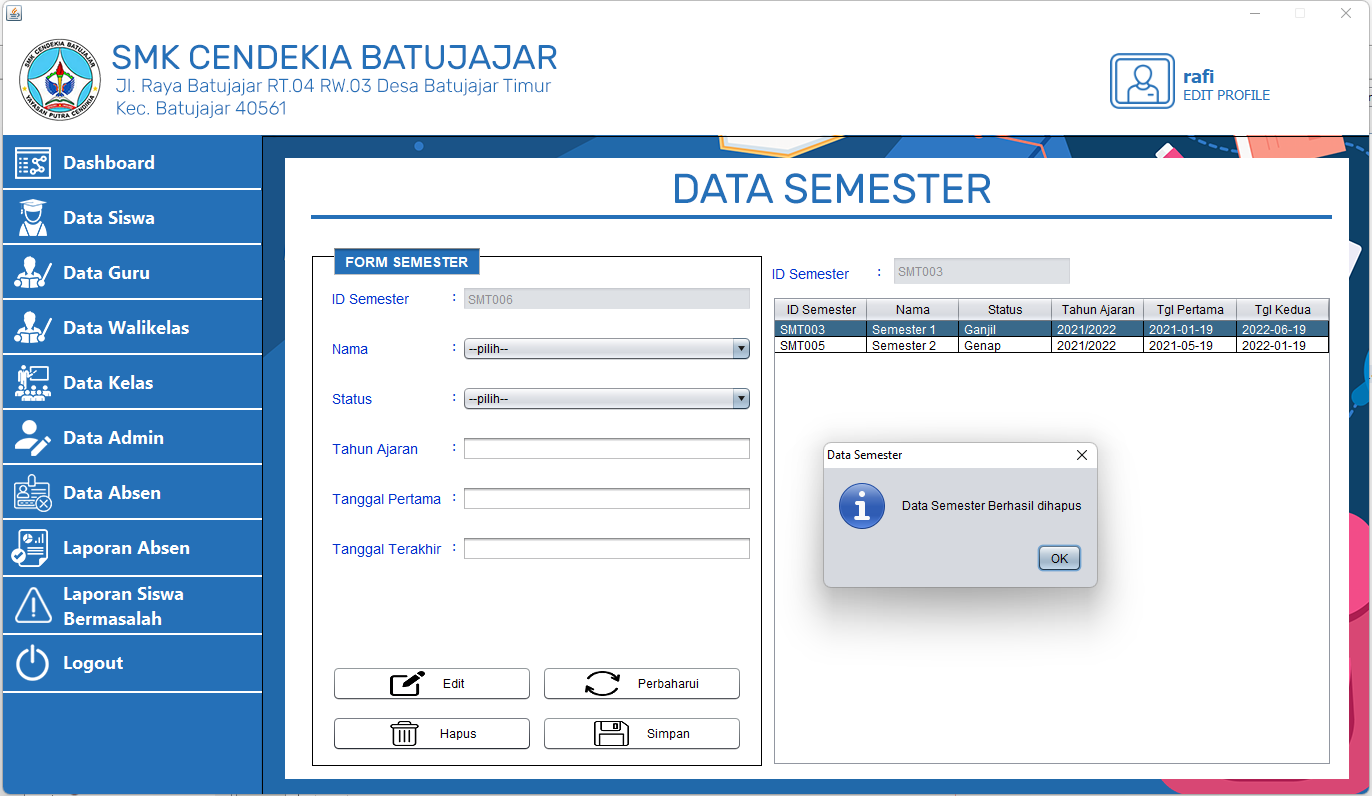 SMK CENDEKIA BATUJAJAR
YAYASAN PUTRA CENDIKIA
SMK CENDEKIA BATUJAJAR
Jl. Raya Batujajar RT.04 RW.03 Desa Batujajar Timur
Kec. Batujajar 40561
rafi
EDIT PROFILE
Dashboard
Data Siswa
Data Guru
Data Walikelas
Data Kelas
Data Admin
Data Absen
Laporan Absen
Laporan Siswa
Bermasalah
Logout
DATA SEMESTER
FORM SEMESTER
ID Semester : SMT006
Nama : --pilih--
Status : --pilih--
Tahun Ajaran :
Tanggal Pertama :
Tanggal Terakhir :
Edit
Perbaharui
Hapus
Simpan
ID Semester : SMT003
ID Semester Nama Status Tahun Ajaran Tgl Pertama Tgl Kedua
SMT003 Semester 1 Ganjil 2021/2022 2021-01-19 2022-06-19
SMT005 Semester 2 Genap 2021/2022 2021-05-19 2022-01-19
Data Semester
Data Semester Berhasil dihapus
OK